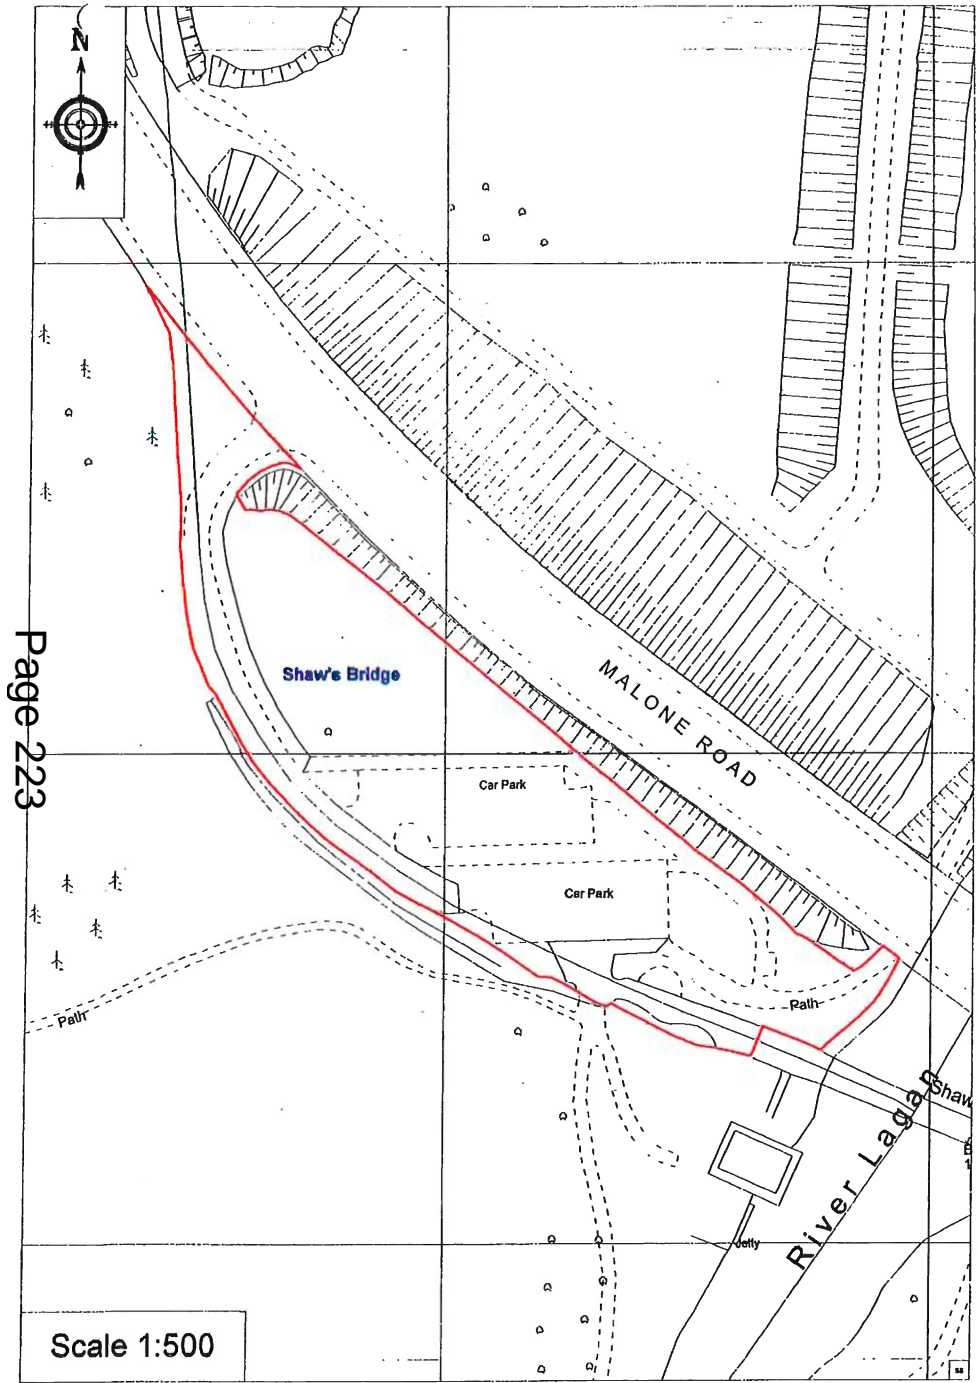 N
Shaw's Bridge
MALONE ROAD
Car Park
Car Park
Path
Path
Shaw
River Lagan
Jetty
Page 223
Scale 1:500